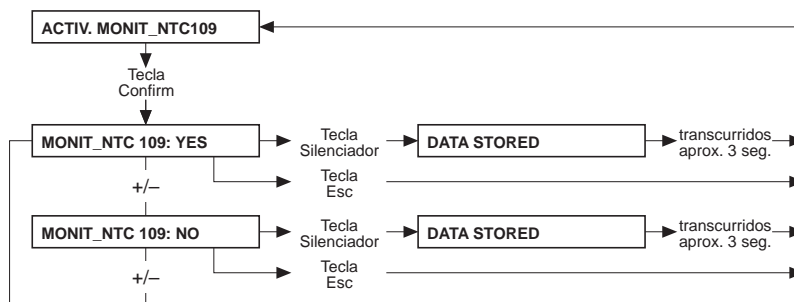 ACTIV. MONIT_NTC109
Tecla
Confirm
MONIT_NTC 109: YES
Tecla
Silenciador
DATA STORED
transcurridos
aprox. 3 seg.
+/–
Tecla
Esc
MONIT_NTC 109: NO
Tecla
Silenciador
DATA STORED
transcurridos
aprox. 3 seg.
+/–
Tecla
Esc